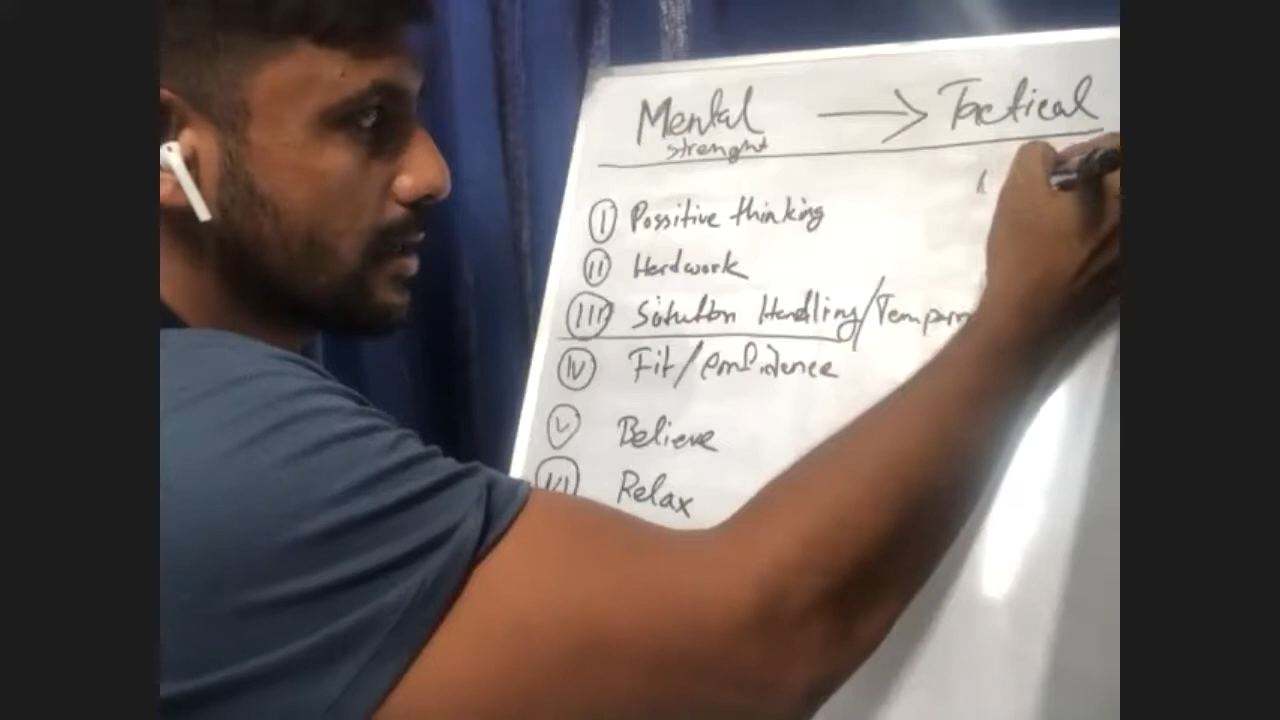 Mental → Tactical
strenght
(I) Possitive thinking
(II) Hardwork
(III) Situation Handling/
(IV) Fit/confidence
(V) Believe
(VI) Relax